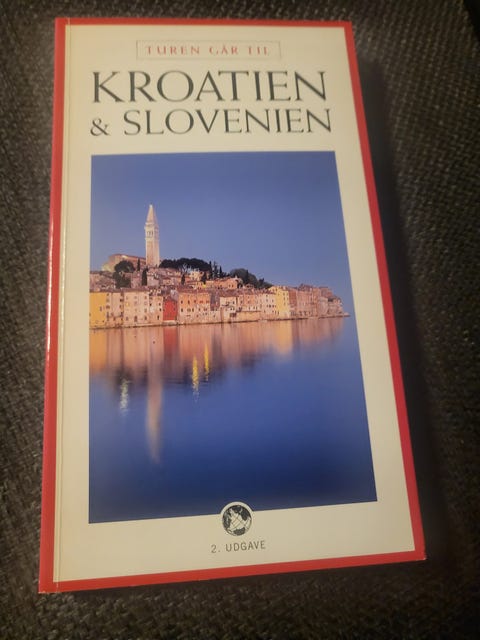 TUREN GÅR TIL
KROATIEN
& SLOVENIEN
2. UDGAVE